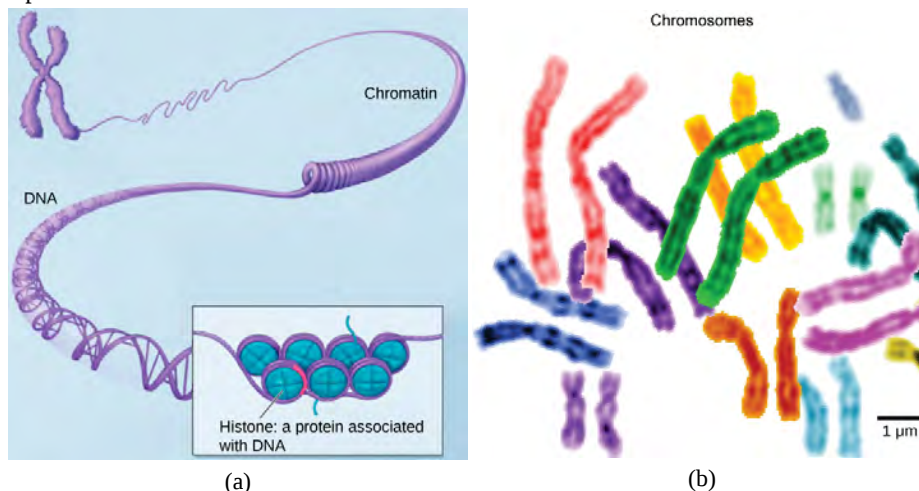 Chromosomes
Chromatin
DNA
Histone: a protein associated
with DNA
1 μm
(a)
(b)